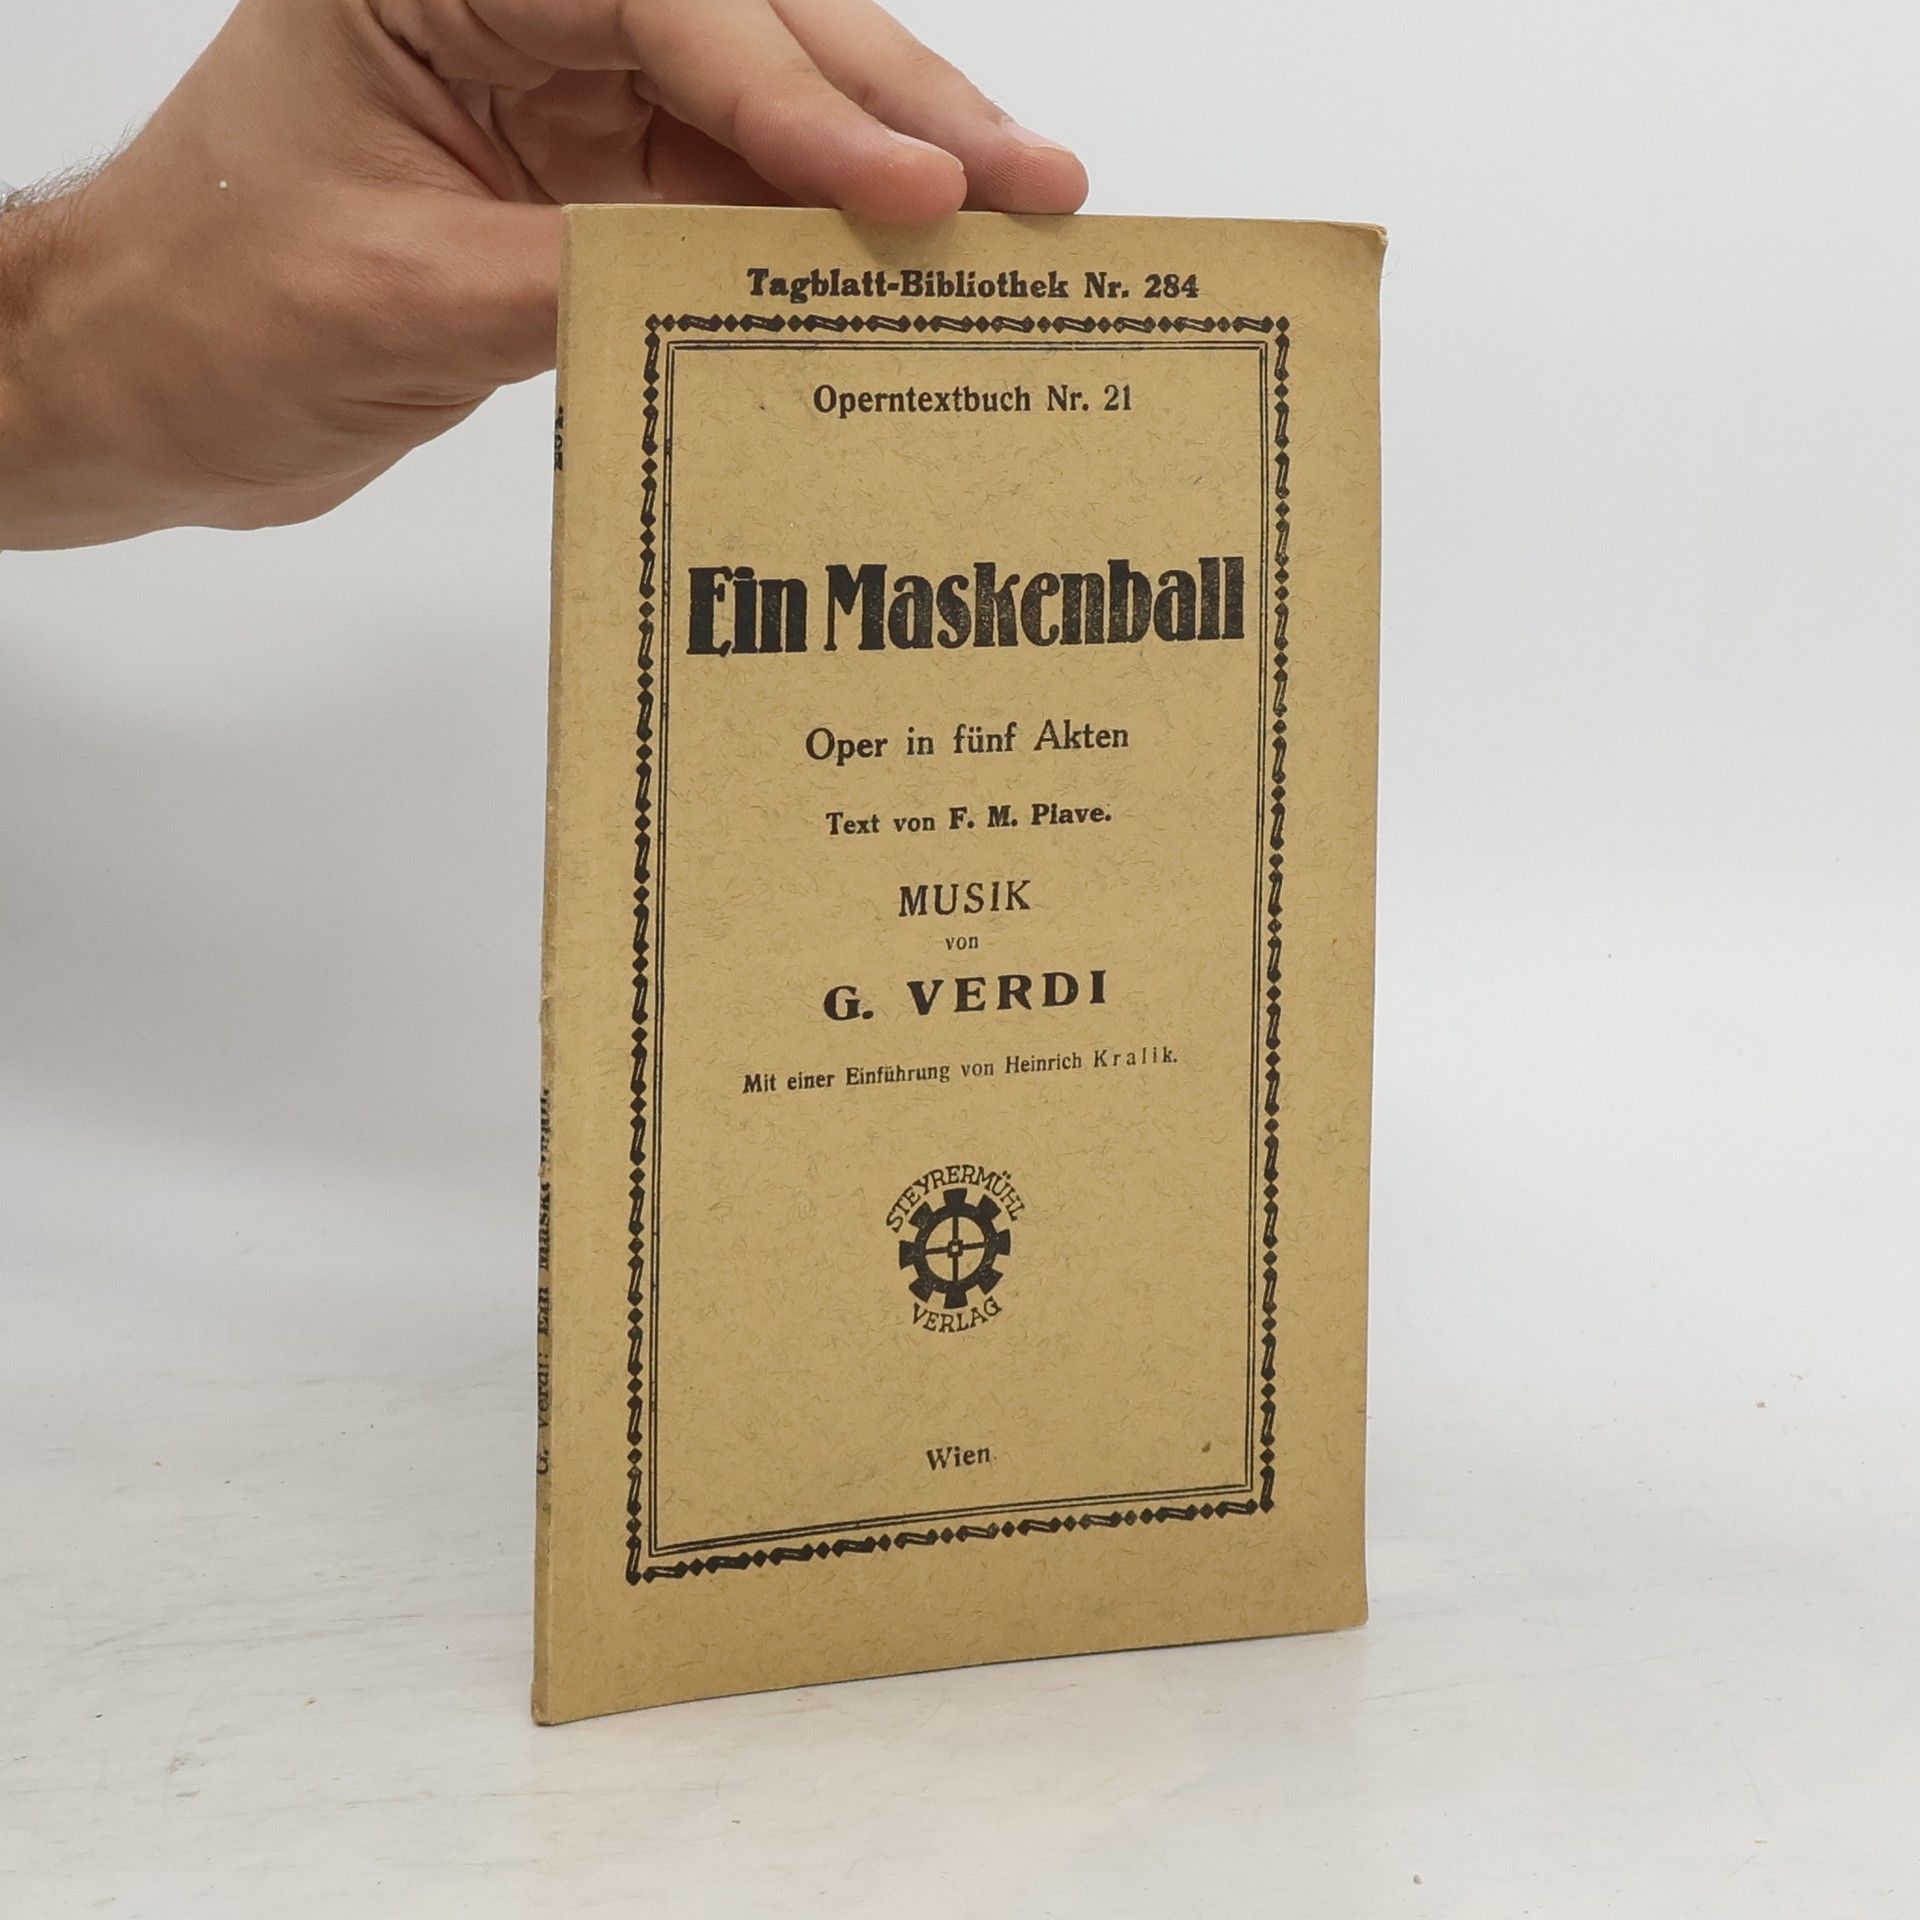 Tagblatt-Bibliothek Nr. 284
Operntextbuch Nr. 21
Ein Maskenball
Oper in fünf Akten
Text von F. M. Piave.
MUSIK
von
G. VERDI
Mit einer Einführung von Heinrich Kralik.
STEYRERMÜHL
VERLAG
Wien
G. Verdi: Ein